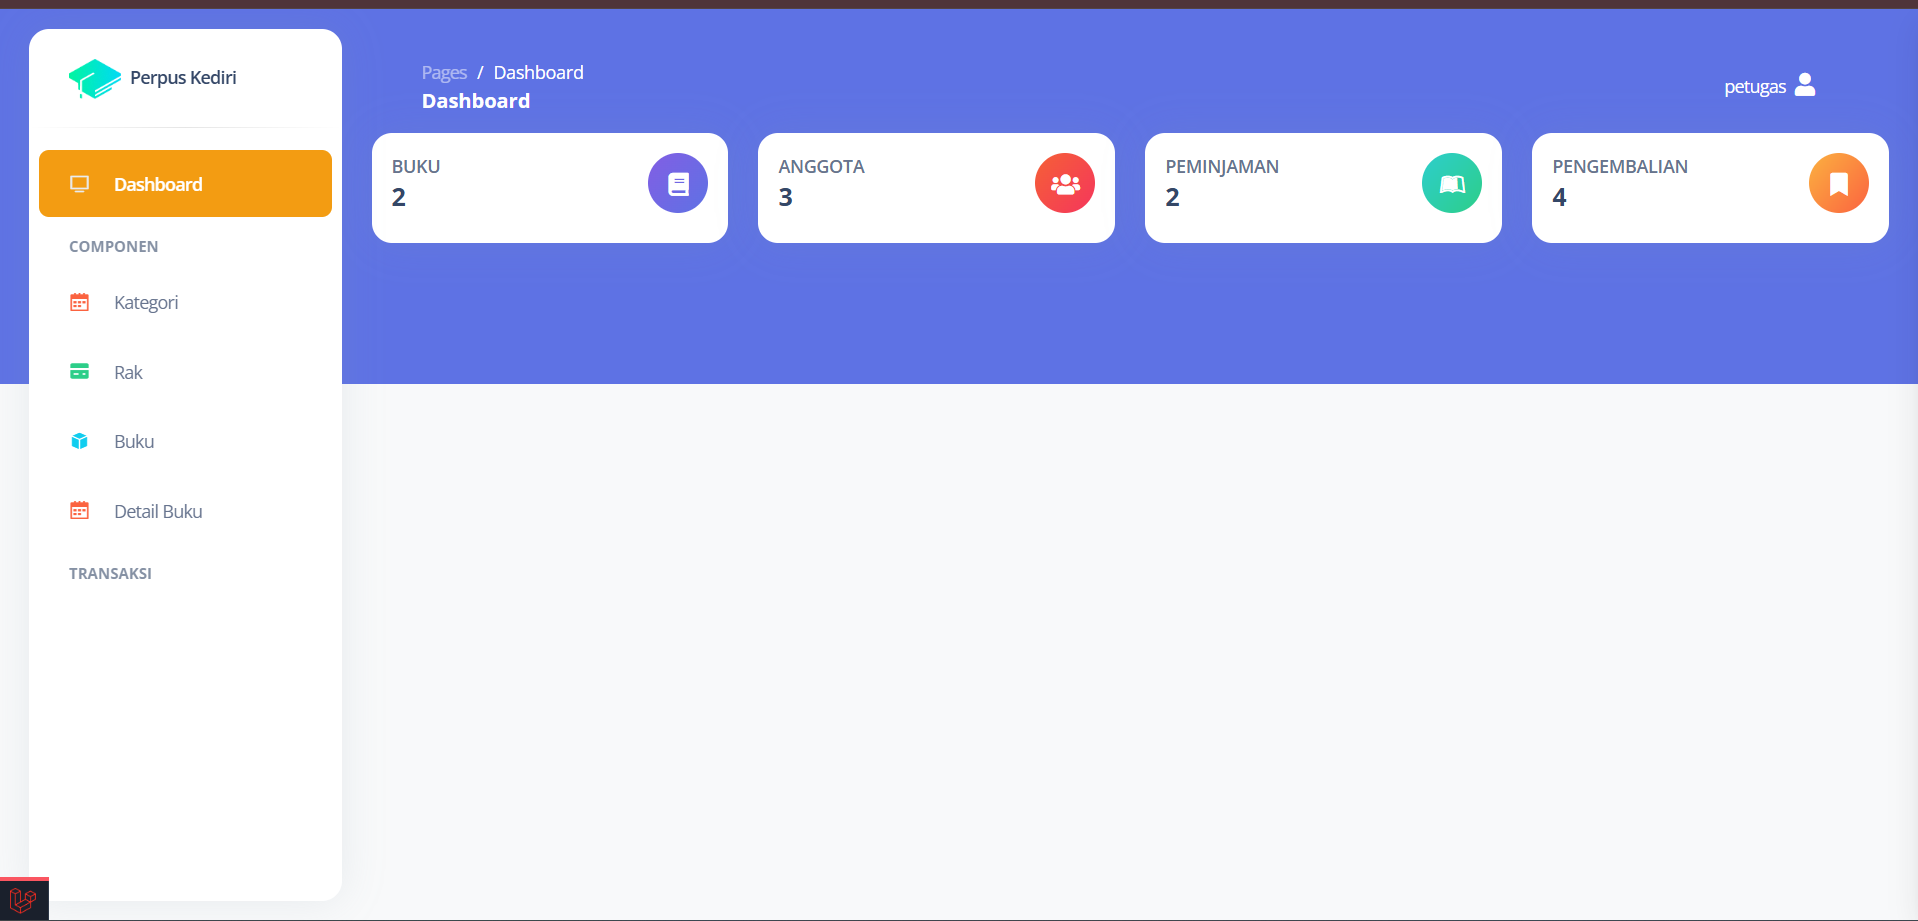 Perpus Kediri
Dashboard
COMPONEN
Kategori
Rak
Buku
Detail Buku
TRANSAKSI
Pages / Dashboard
Dashboard
petugas
BUKU
2
ANGGOTA
3
PEMINJAMAN
2
PENGEMBALIAN
4